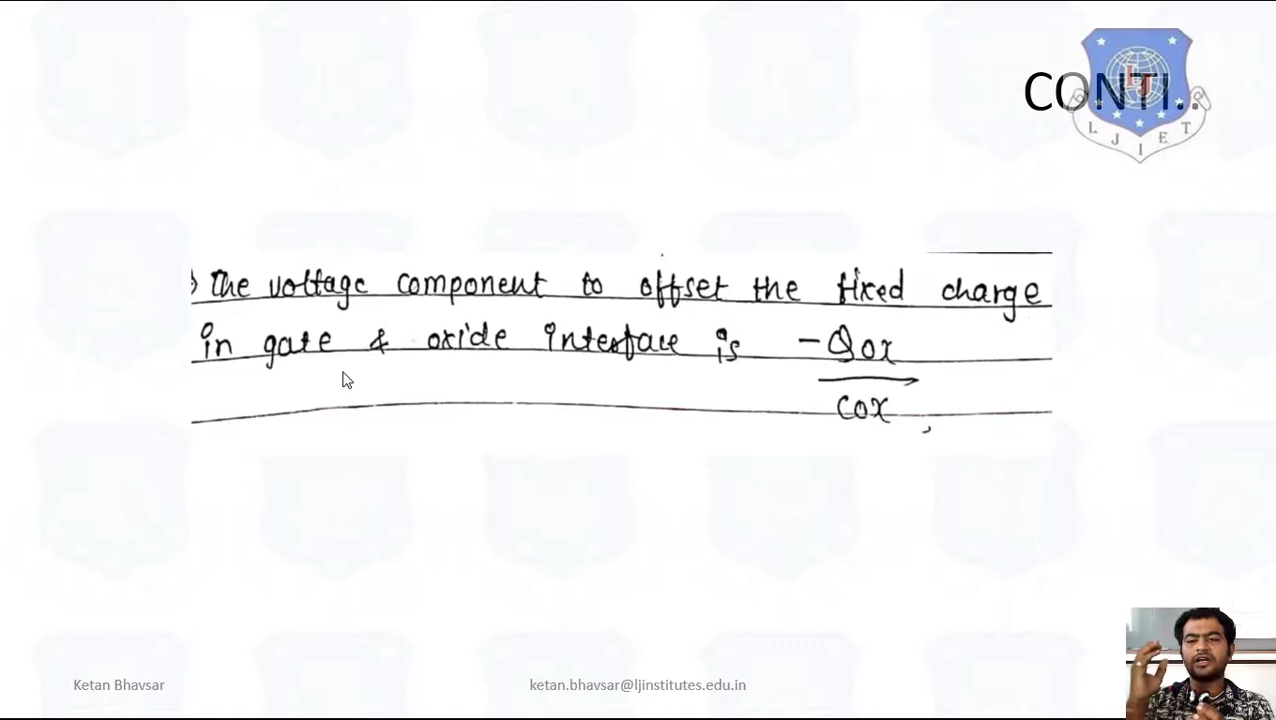 CONTI..
LJIET
The voltage component to offset the fixed charge
in gate & oxide interface is -Qox
Cox ,
Ketan Bhavsar
ketan.bhavsar@ljinstitutes.edu.in